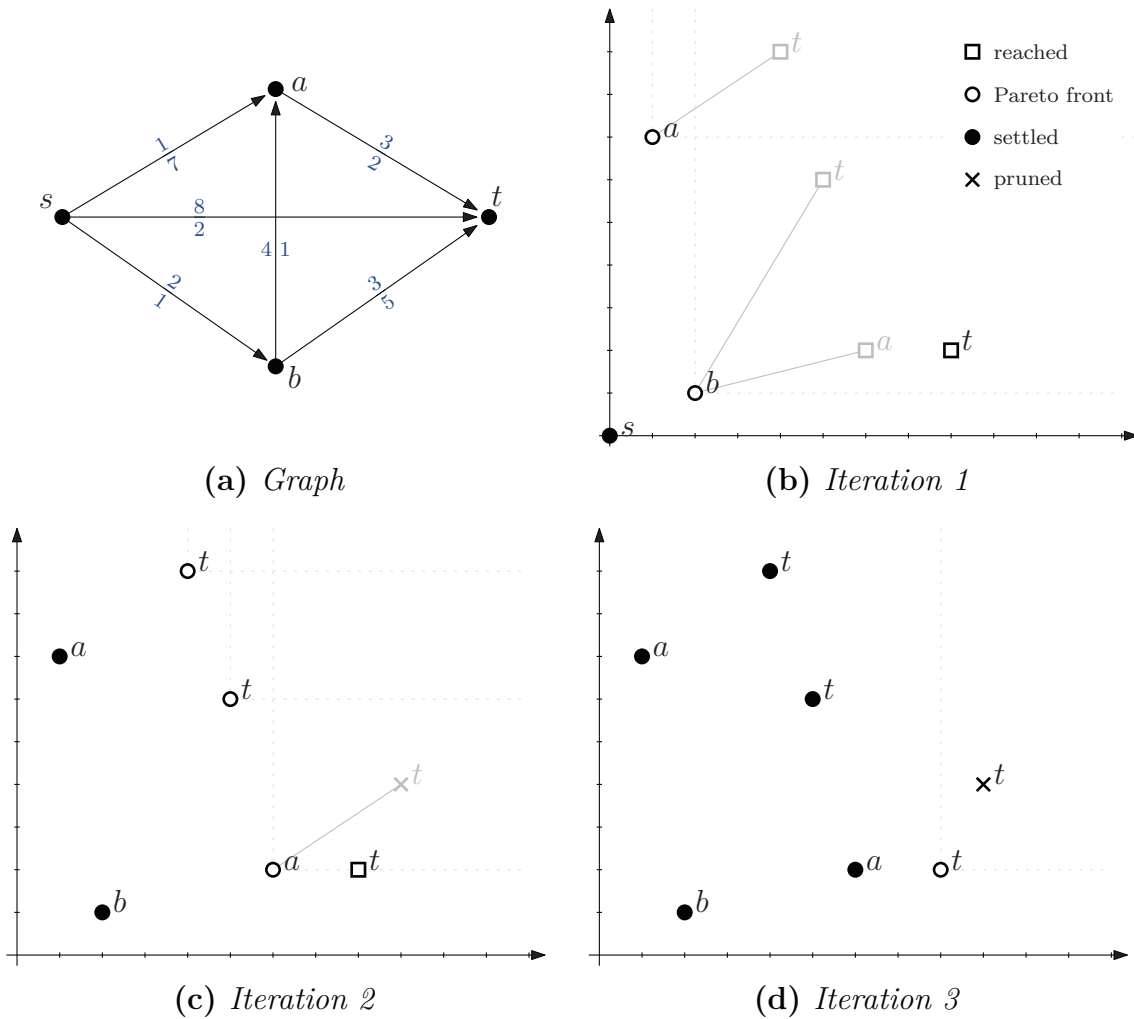 a
1
7
3
2
s
8
2
t
4 1
2
1
3
5
b
(a) Graph
t
reached
Pareto front
a
settled
t
pruned
a
t
b
s
(b) Iteration 1
t
a
t
t
a
t
b
(c) Iteration 2
t
a
t
t
a
t
b
(d) Iteration 3